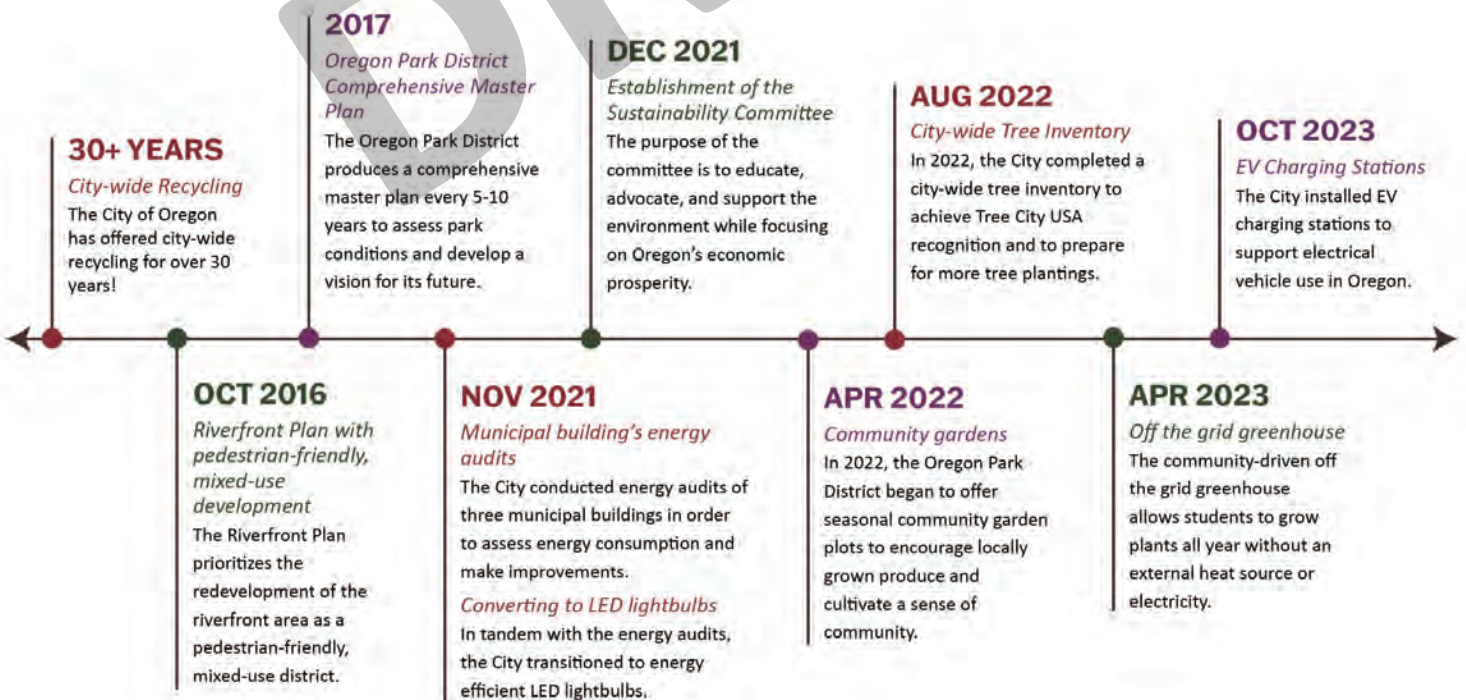 30+ YEARS
City-wide Recycling
The City of Oregon
has offered city-wide
recycling for over 30
years!
OCT 2016
Riverfront Plan with
pedestrian-friendly,
mixed-use
development
The Riverfront Plan
prioritizes the
redevelopment of the
riverfront area as a
pedestrian-friendly,
mixed-use district.
2017
Oregon Park District
Comprehensive Master
Plan
The Oregon Park District
produces a comprehensive
master plan every 5-10
years to assess park
conditions and develop a
vision for its future.
NOV 2021
Municipal building's energy
audits
The City conducted energy audits of
three municipal buildings in order
to assess energy consumption and
make improvements.
Converting to LED lightbulbs
In tandem with the energy audits,
the City transitioned to energy
efficient LED lightbulbs.
DEC 2021
Establishment of the
Sustainability Committee
The purpose of the
committee is to educate,
advocate, and support the
environment while focusing
on Oregon's economic
prosperity.
APR 2022
Community gardens
In 2022, the Oregon Park
District began to offer
seasonal community garden
plots to encourage locally
grown produce and
cultivate a sense of
community.
AUG 2022
City-wide Tree Inventory
In 2022, the City completed a
city-wide tree inventory to
achieve Tree City USA
recognition and to prepare
for more tree plantings.
APR 2023
Off the grid greenhouse
The community-driven off
the grid greenhouse
allows students to grow
plants all year without an
external heat source or
electricity.
OCT 2023
EV Charging Stations
The City installed EV
charging stations to
support electrical
vehicle use in Oregon.